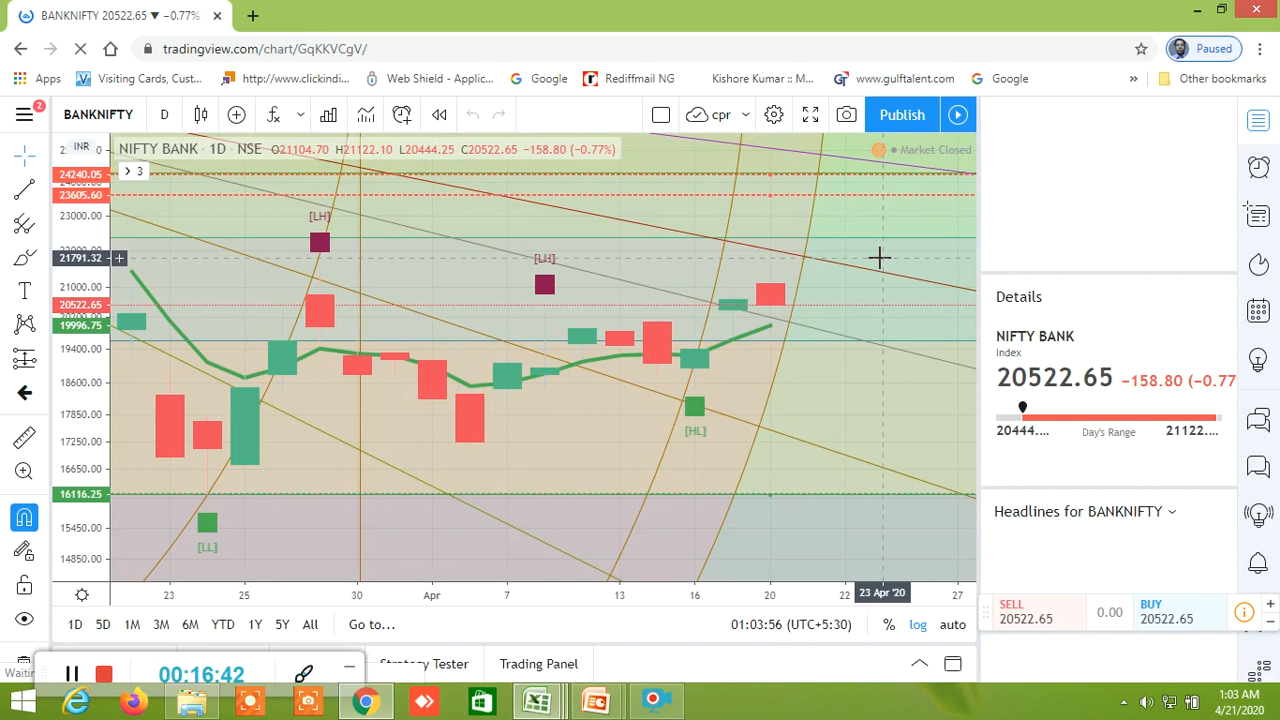 BANKNIFTY 20522.65 ▼ −0.77%
tradingview.com/chart/GqKKVCgV/
Paused
Apps
Visiting Cards, Cust...
http://www.clickindi...
Web Shield - Applic...
Google
Rediffmail NG
Kishore Kumar :: M...
www.gulftalent.com
Google
»
Other bookmarks
2
BANKNIFTY
D
cpr
Publish
INR
NIFTY BANK · 1D · NSE O21104.70 H21122.10 L20444.25 C20522.65 −158.80 (−0.77%)
Market Closed
3
24240.05
23605.60
23000.00
21791.32
21000.00
20522.65
19996.75
19400.00
18600.00
17850.00
17250.00
16650.00
16116.25
15450.00
14850.00
[LH]
[LH]
[HL]
[LL]
23
25
30
Apr
7
13
16
20
22
23 Apr '20
27
1D
5D
1M
3M
6M
YTD
1Y
5Y
All
Go to...
01:03:56 (UTC+5:30)
%
log
auto
Details
NIFTY BANK
Index
20522.65 −158.80 (−0.77
20444....
Day's Range
21122....
Headlines for BANKNIFTY
SELL
20522.65
0.00
BUY
20522.65
Strategy Tester
Trading Panel
Waitin
00:16:42
1:03 AM
4/21/2020